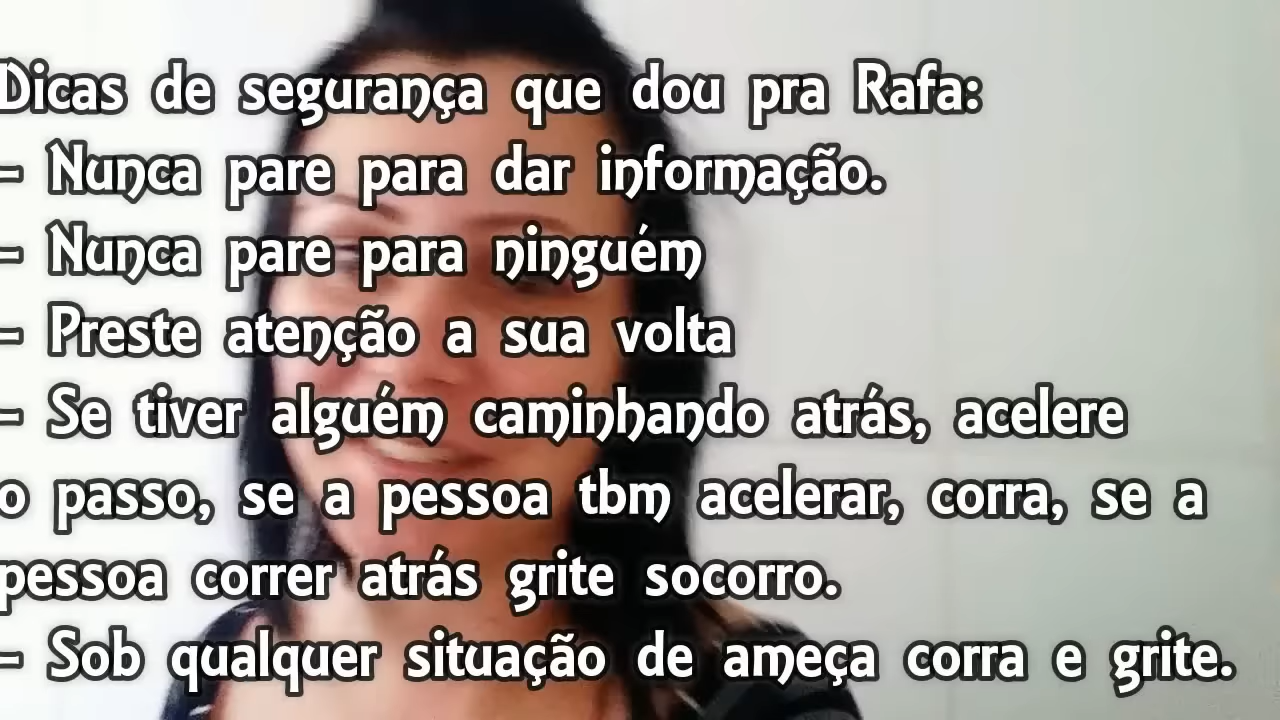 Dicas de segurança que dou pra Rafa:
- Nunca pare para dar informação.
- Nunca pare para ninguém
- Preste atenção a sua volta
- Se tiver alguém caminhando atrás, acelere
o passo, se a pessoa tbm acelerar, corra, se a
pessoa correr atrás grite socorro.
- Sob qualquer situação de ameça corra e grite.